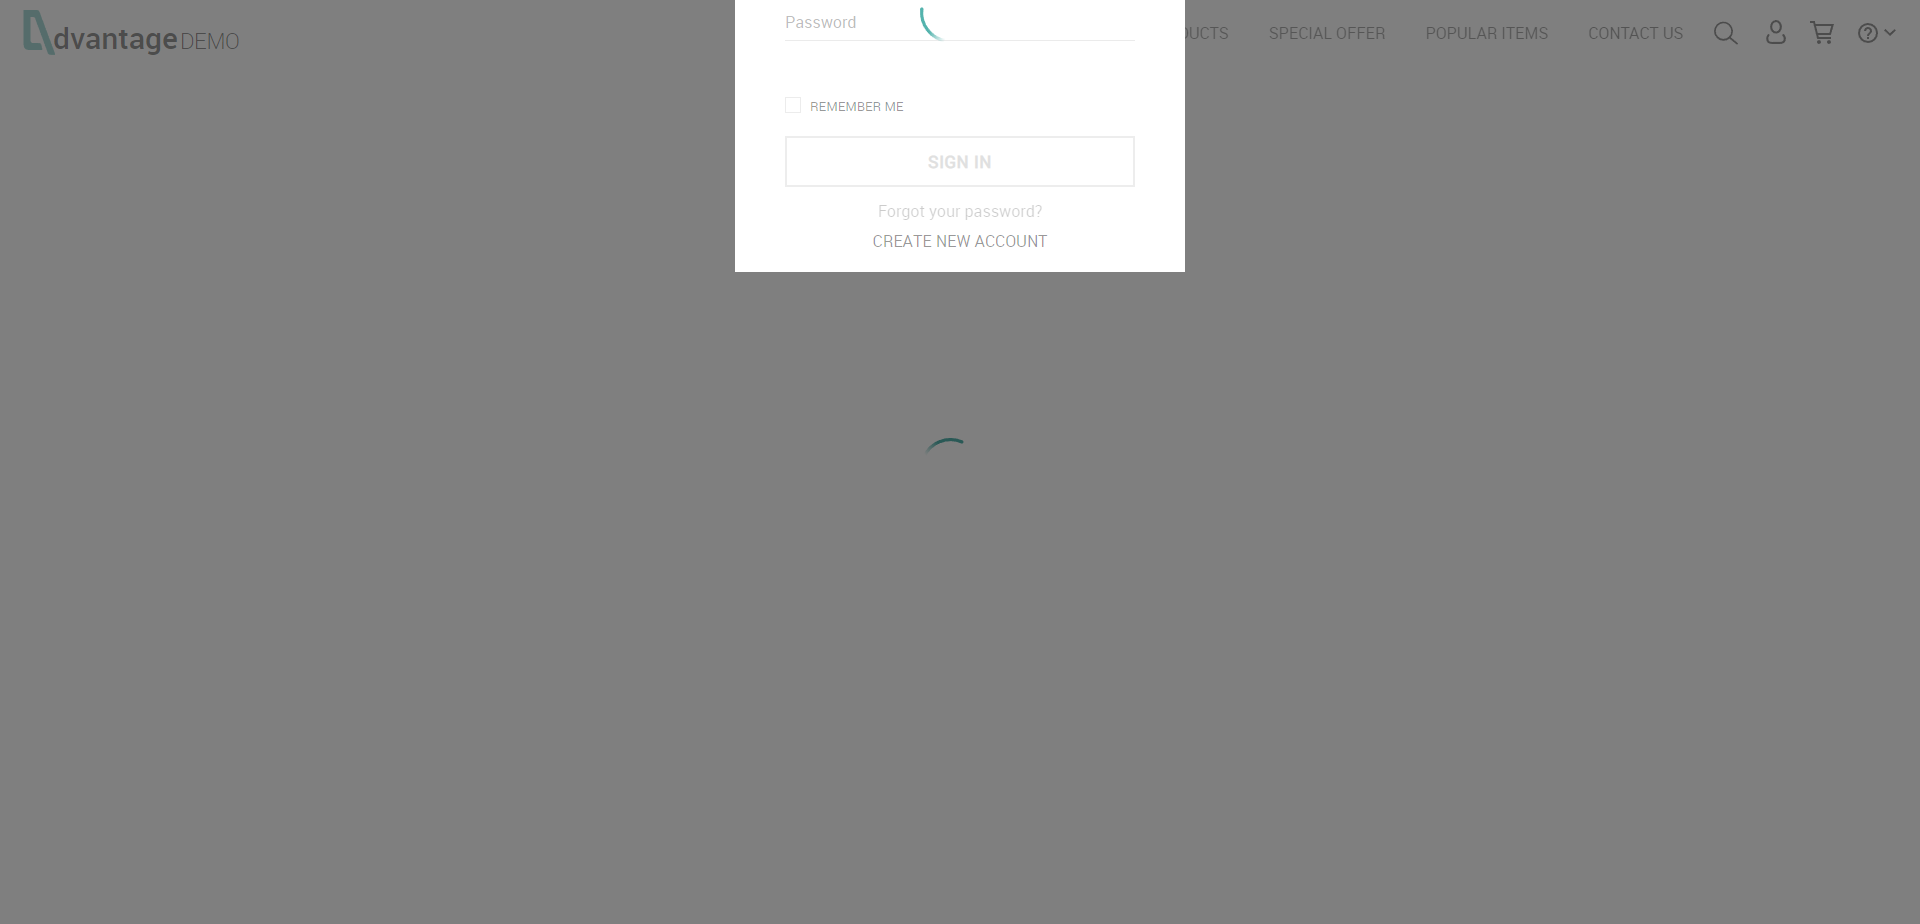 dvantage DEMO
UCTS SPECIAL OFFER POPULAR ITEMS CONTACT US
Password
REMEMBER ME
SIGN IN
Forgot your password?
CREATE NEW ACCOUNT